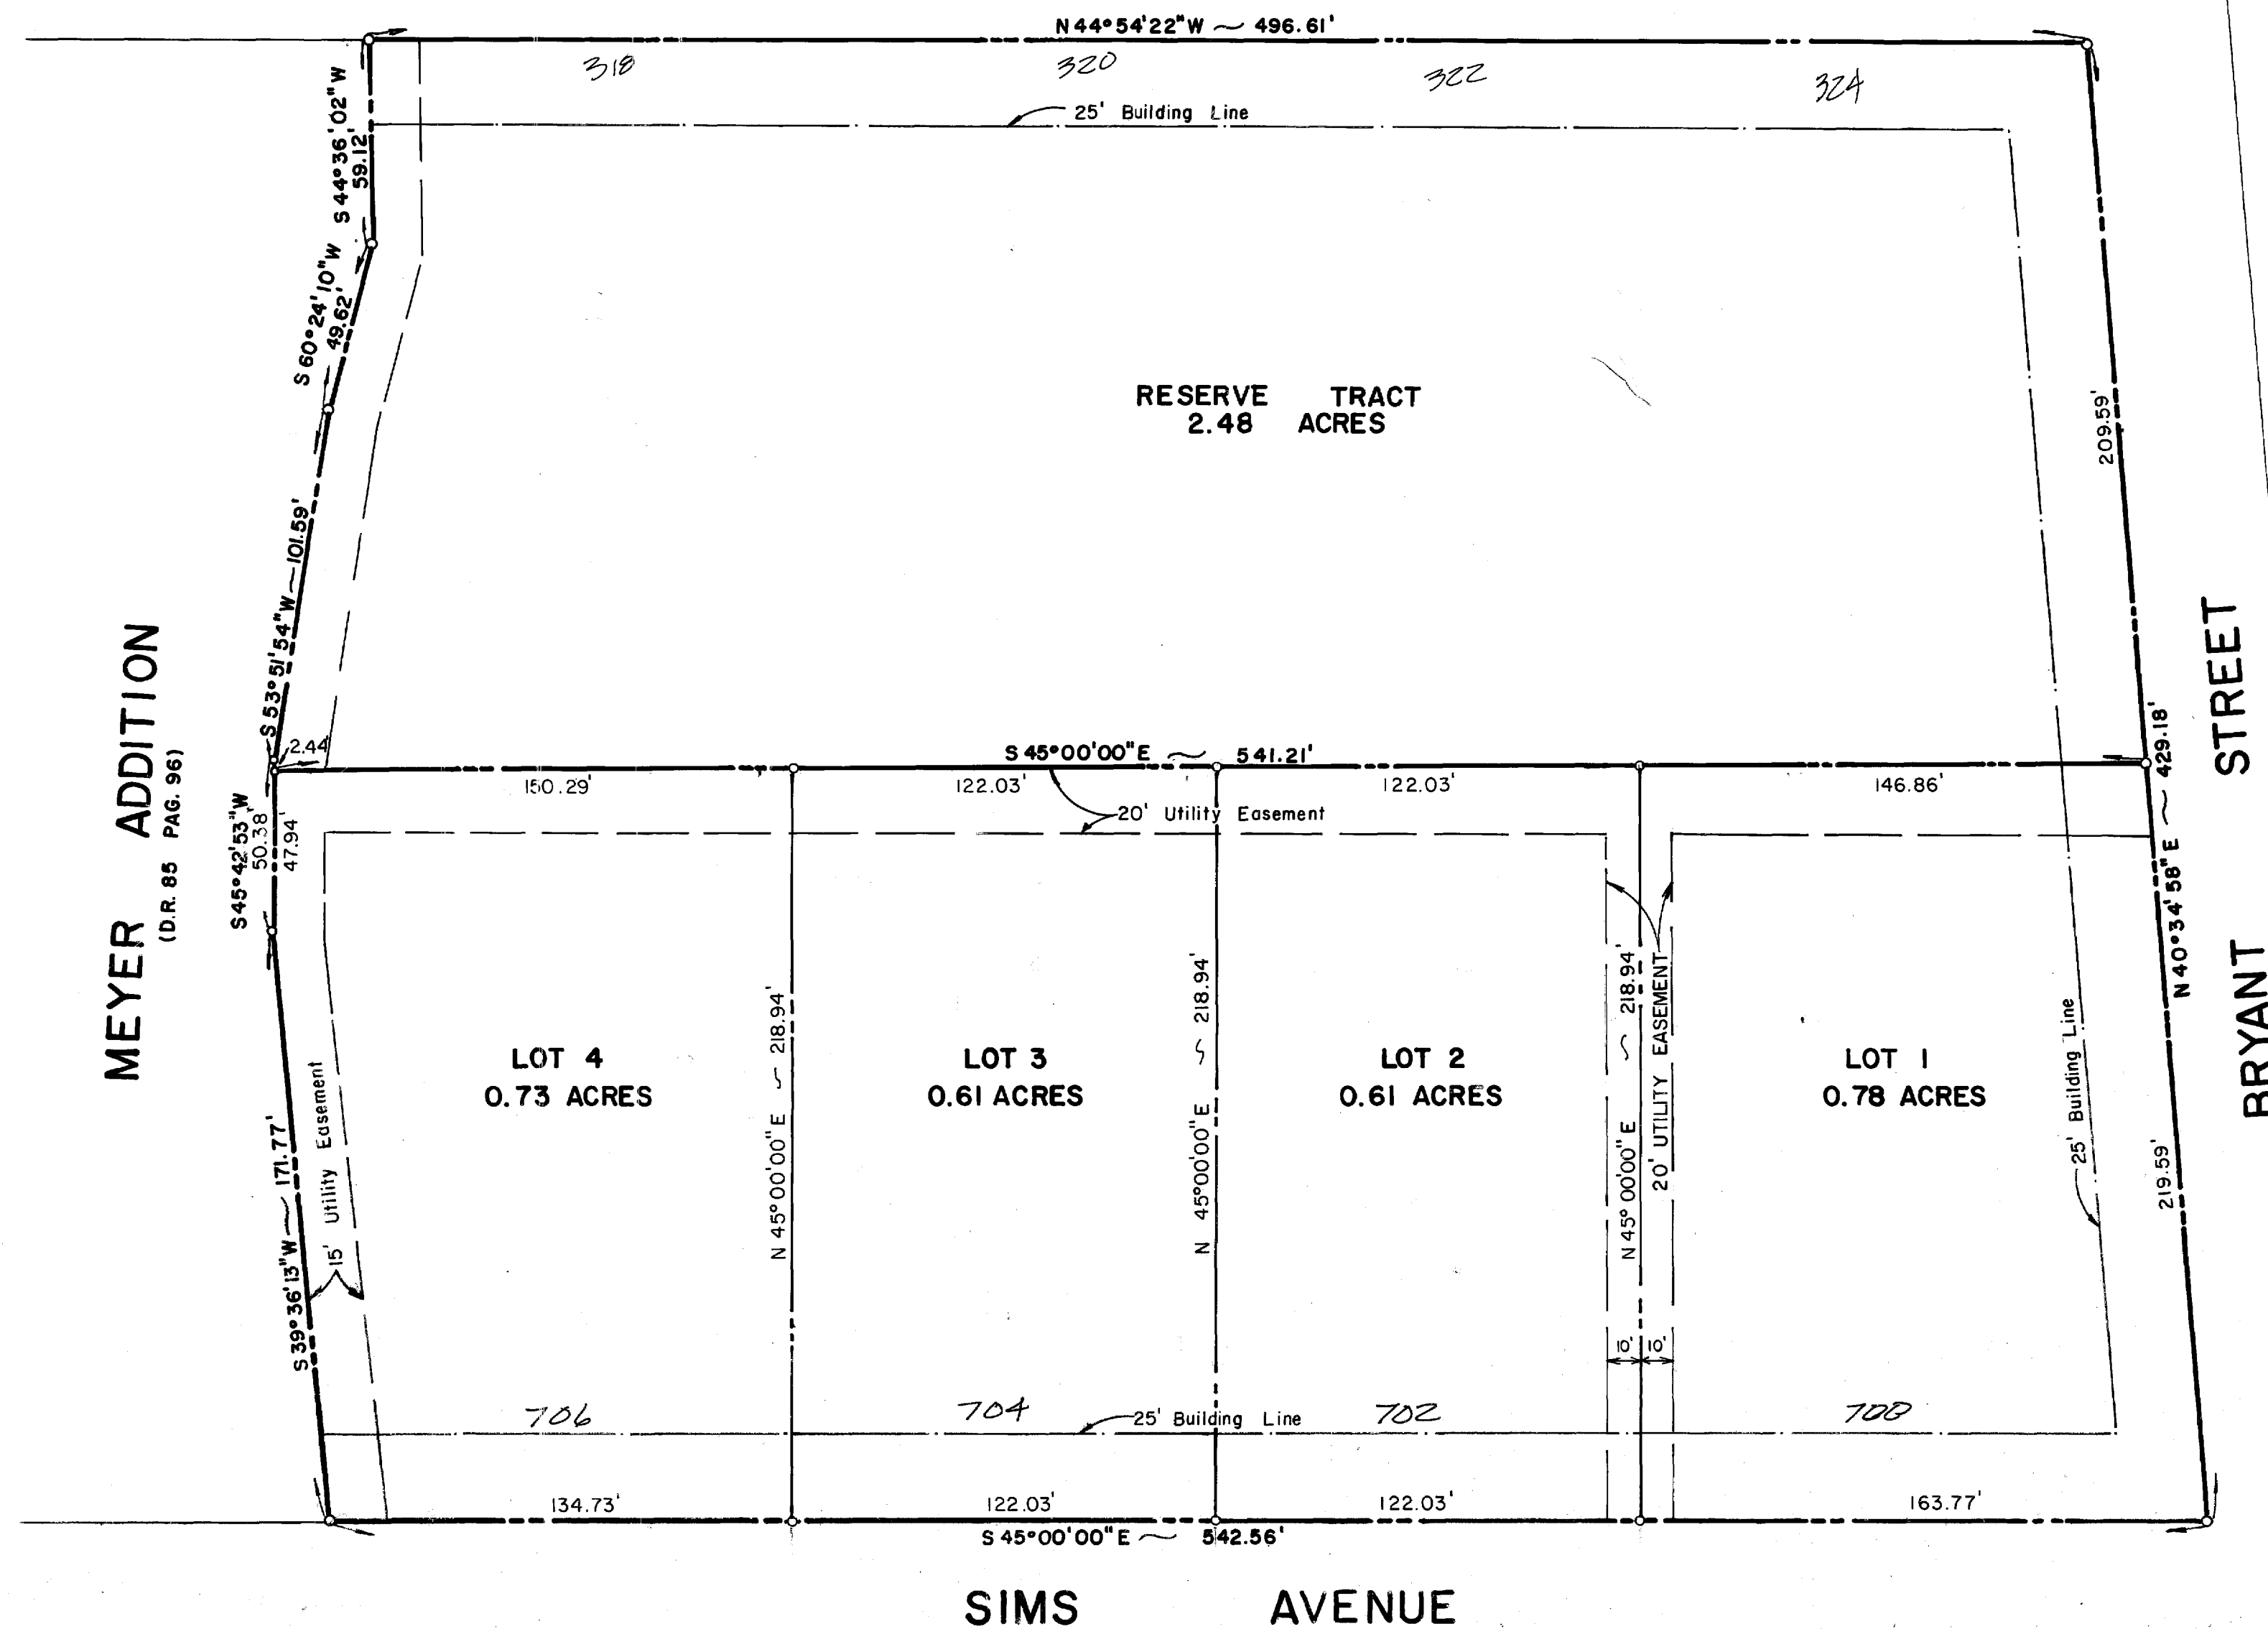 N 44°54'22"W ~ 496.61'
318
320
322
324
25' Building Line
S 44°36'02"W
59.12'
S 60°24'10"W
49.62'
S 53°51'54"W ~ 101.59'
RESERVE TRACT
2.48 ACRES
209.59'
MEYER ADDITION
(D.R. 85 PAG. 96)
2.44'
S 45°00'00"E ~ 541.21'
150.29'
122.03'
122.03'
146.86'
20' Utility Easement
S45°42'53"W
50.38'
47.94'
N 40°34'58"E ~ 429.18'
BRYANT STREET
LOT 4
0.73 ACRES
N 45°00'00"E ~ 218.94'
LOT 3
0.61 ACRES
N 45°00'00"E ~ 218.94'
LOT 2
0.61 ACRES
N 45°00'00"E ~ 218.94'
20' UTILITY EASEMENT
LOT 1
0.78 ACRES
25' Building Line
219.59'
15' Utility Easement
S 39°36'13"W ~ 171.77'
10'
10'
706
704
25' Building Line
702
700
134.73'
122.03'
122.03'
163.77'
S 45°00'00"E ~ 542.56'
SIMS AVENUE